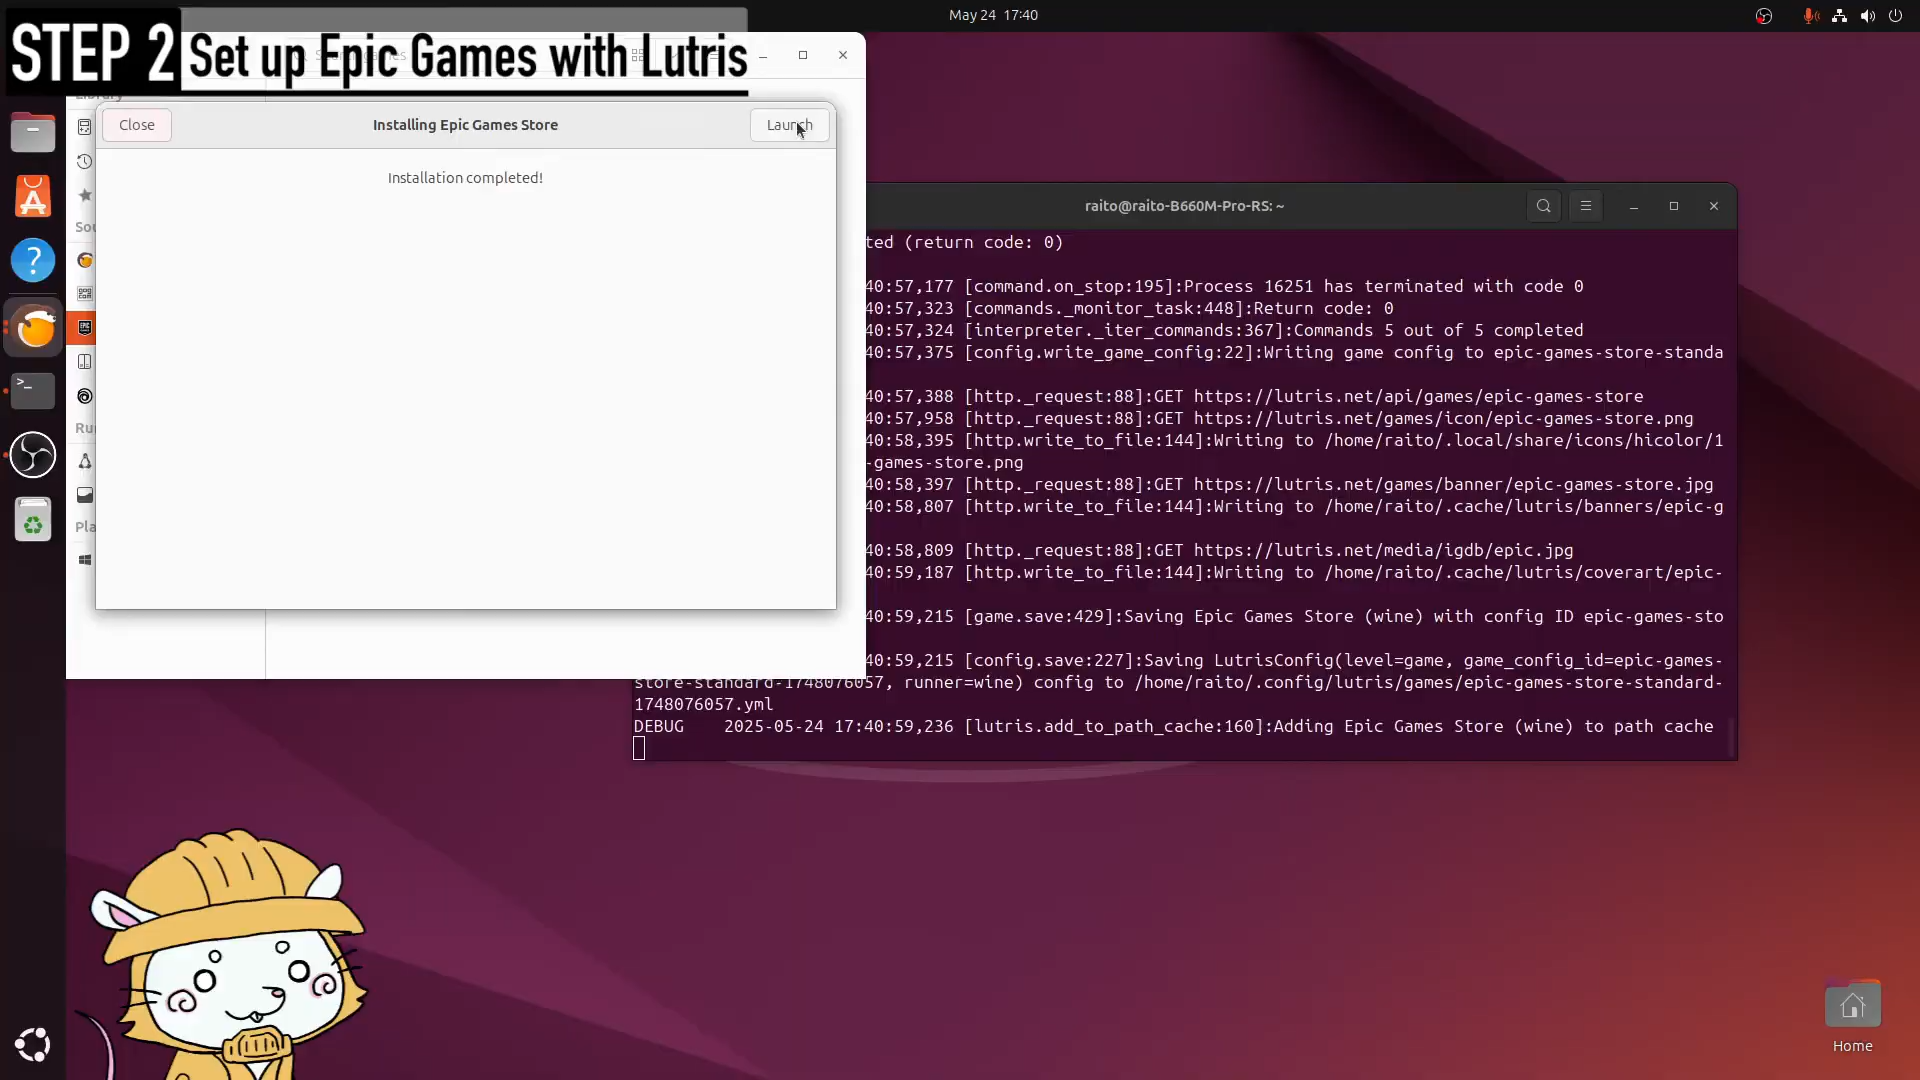 May 24 17:40
STEP 2 Set up Epic Games with Lutris
Close
Installing Epic Games Store
Launch
Installation completed!
Sou
Ru
Pla
EPIC
raito@raito-B660M-Pro-RS: ~
ted (return code: 0)
40:57,177 [command.on_stop:195]:Process 16251 has terminated with code 0
40:57,323 [commands._monitor_task:448]:Return code: 0
40:57,324 [interpreter._iter_commands:367]:Commands 5 out of 5 completed
40:57,375 [config.write_game_config:22]:Writing game config to epic-games-store-standa
40:57,388 [http._request:88]:GET https://lutris.net/api/games/epic-games-store
40:57,958 [http._request:88]:GET https://lutris.net/games/icon/epic-games-store.png
40:58,395 [http.write_to_file:144]:Writing to /home/raito/.local/share/icons/hicolor/1
-games-store.png
40:58,397 [http._request:88]:GET https://lutris.net/games/banner/epic-games-store.jpg
40:58,807 [http.write_to_file:144]:Writing to /home/raito/.cache/lutris/banners/epic-g
40:58,809 [http._request:88]:GET https://lutris.net/media/igdb/epic.jpg
40:59,187 [http.write_to_file:144]:Writing to /home/raito/.cache/lutris/coverart/epic-
40:59,215 [game.save:429]:Saving Epic Games Store (wine) with config ID epic-games-sto
40:59,215 [config.save:227]:Saving LutrisConfig(level=game, game_config_id=epic-games-
store-standard-1748076057, runner=wine) config to /home/raito/.config/lutris/games/epic-games-store-standard-
1748076057.yml
DEBUG 2025-05-24 17:40:59,236 [lutris.add_to_path_cache:160]:Adding Epic Games Store (wine) to path cache
Home